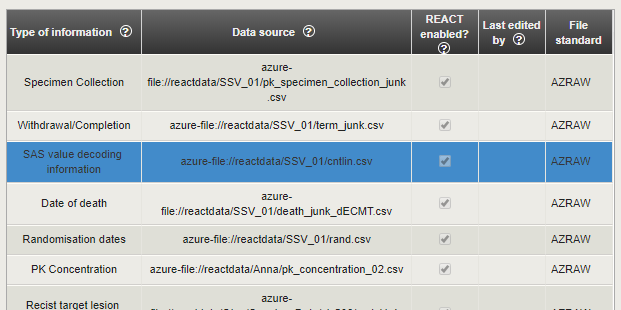 Type of information ?
Data source ?
REACT
enabled?
?
Last edited
by ?
File
standard
Specimen Collection
azure-
file://reactdata/SSV_01/pk_specimen_collection_junk
.csv
AZRAW
Withdrawal/Completion
azure-file://reactdata/SSV_01/term_junk.csv
AZRAW
SAS value decoding
information
azure-file://reactdata/SSV_01/cntlin.csv
AZRAW
Date of death
azure-
file://reactdata/SSV_01/death_junk_dECMT.csv
AZRAW
Randomisation dates
azure-file://reactdata/SSV_01/rand.csv
AZRAW
PK Concentration
azure-file://reactdata/Anna/pk_concentration_02.csv
AZRAW
Recist target lesion
azure-
AZRAW